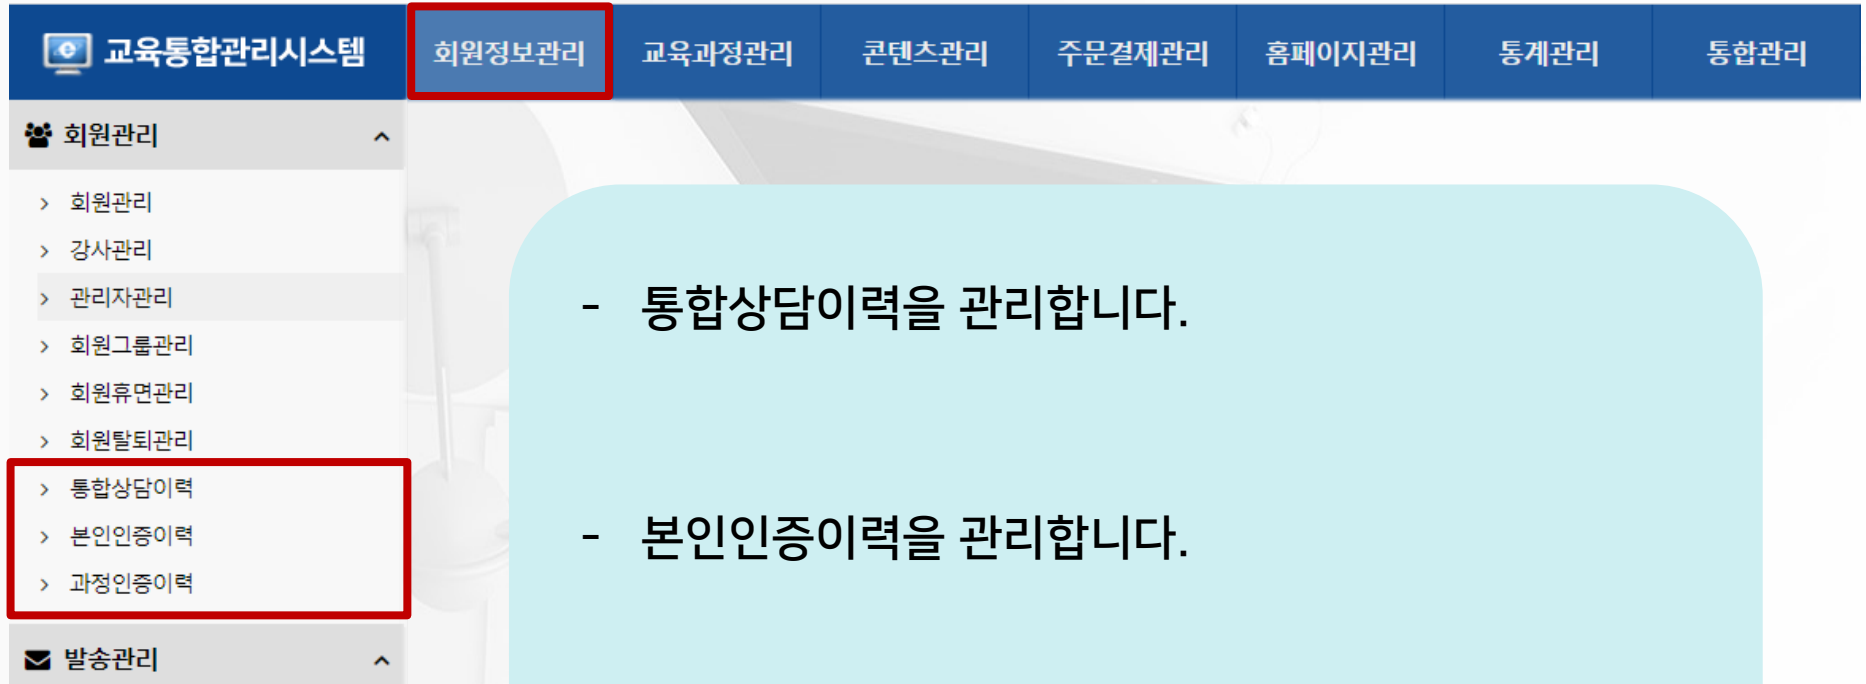 교육통합관리시스템 회원정보관리 교육과정관리 콘텐츠관리 주문결제관리 홈페이지관리 통계관리 통합관리
회원관리
회원관리
강사관리
관리자관리
회원그룹관리
회원휴면관리
회원탈퇴관리
통합상담이력
본인인증이력
과정인증이력
발송관리
- 통합상담이력을 관리합니다.
- 본인인증이력을 관리합니다.